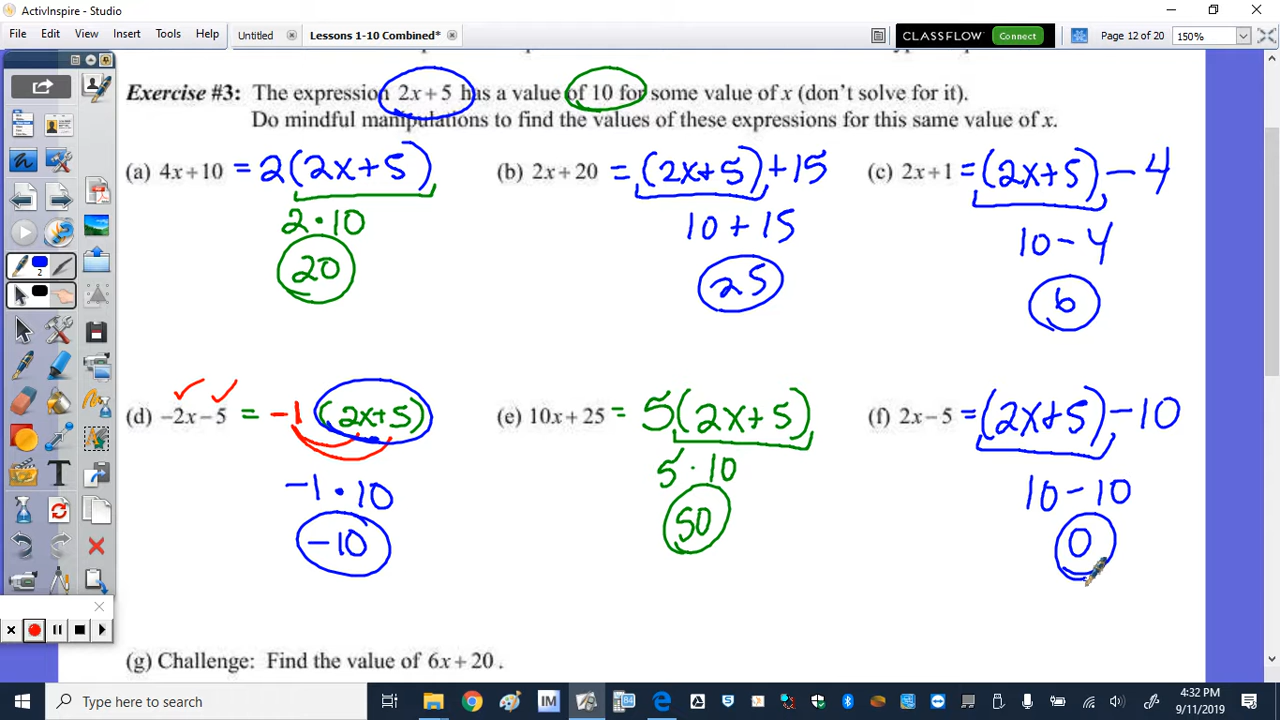 ActivInspire - Studio
File Edit View Insert Tools Help Untitled Lessons 1-10 Combined* CLASSFLOW Connect Page 12 of 20 150%
Exercise #3: The expression 2x+5 has a value of 10 for some value of x (don't solve for it).
Do mindful manipulations to find the values of these expressions for this same value of x.
(a) 4x+10 = 2(2x+5) (b) 2x+20 = (2x+5)+15 (c) 2x+1 = (2x+5)-4
2·10 10+15 10-4
20 25 6
(d) -2x-5 = -1(2x+5) (e) 10x+25 = 5(2x+5) (f) 2x-5 = (2x+5)-10
-1·10 5·10 10-10
-10 50 0
(g) Challenge: Find the value of 6x+20.
2
Type here to search
4:32 PM
9/11/2019